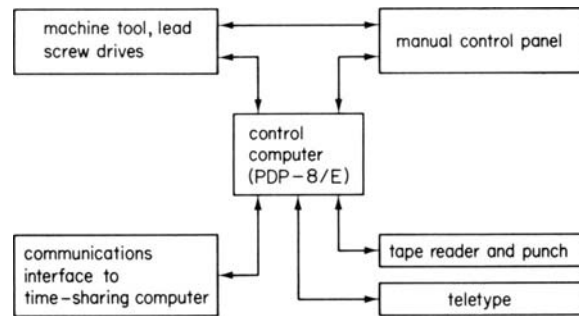 machine tool, lead
screw drives
manual control panel
control
computer
(PDP-8/E)
communications
interface to
time-sharing computer
tape reader and punch
teletype